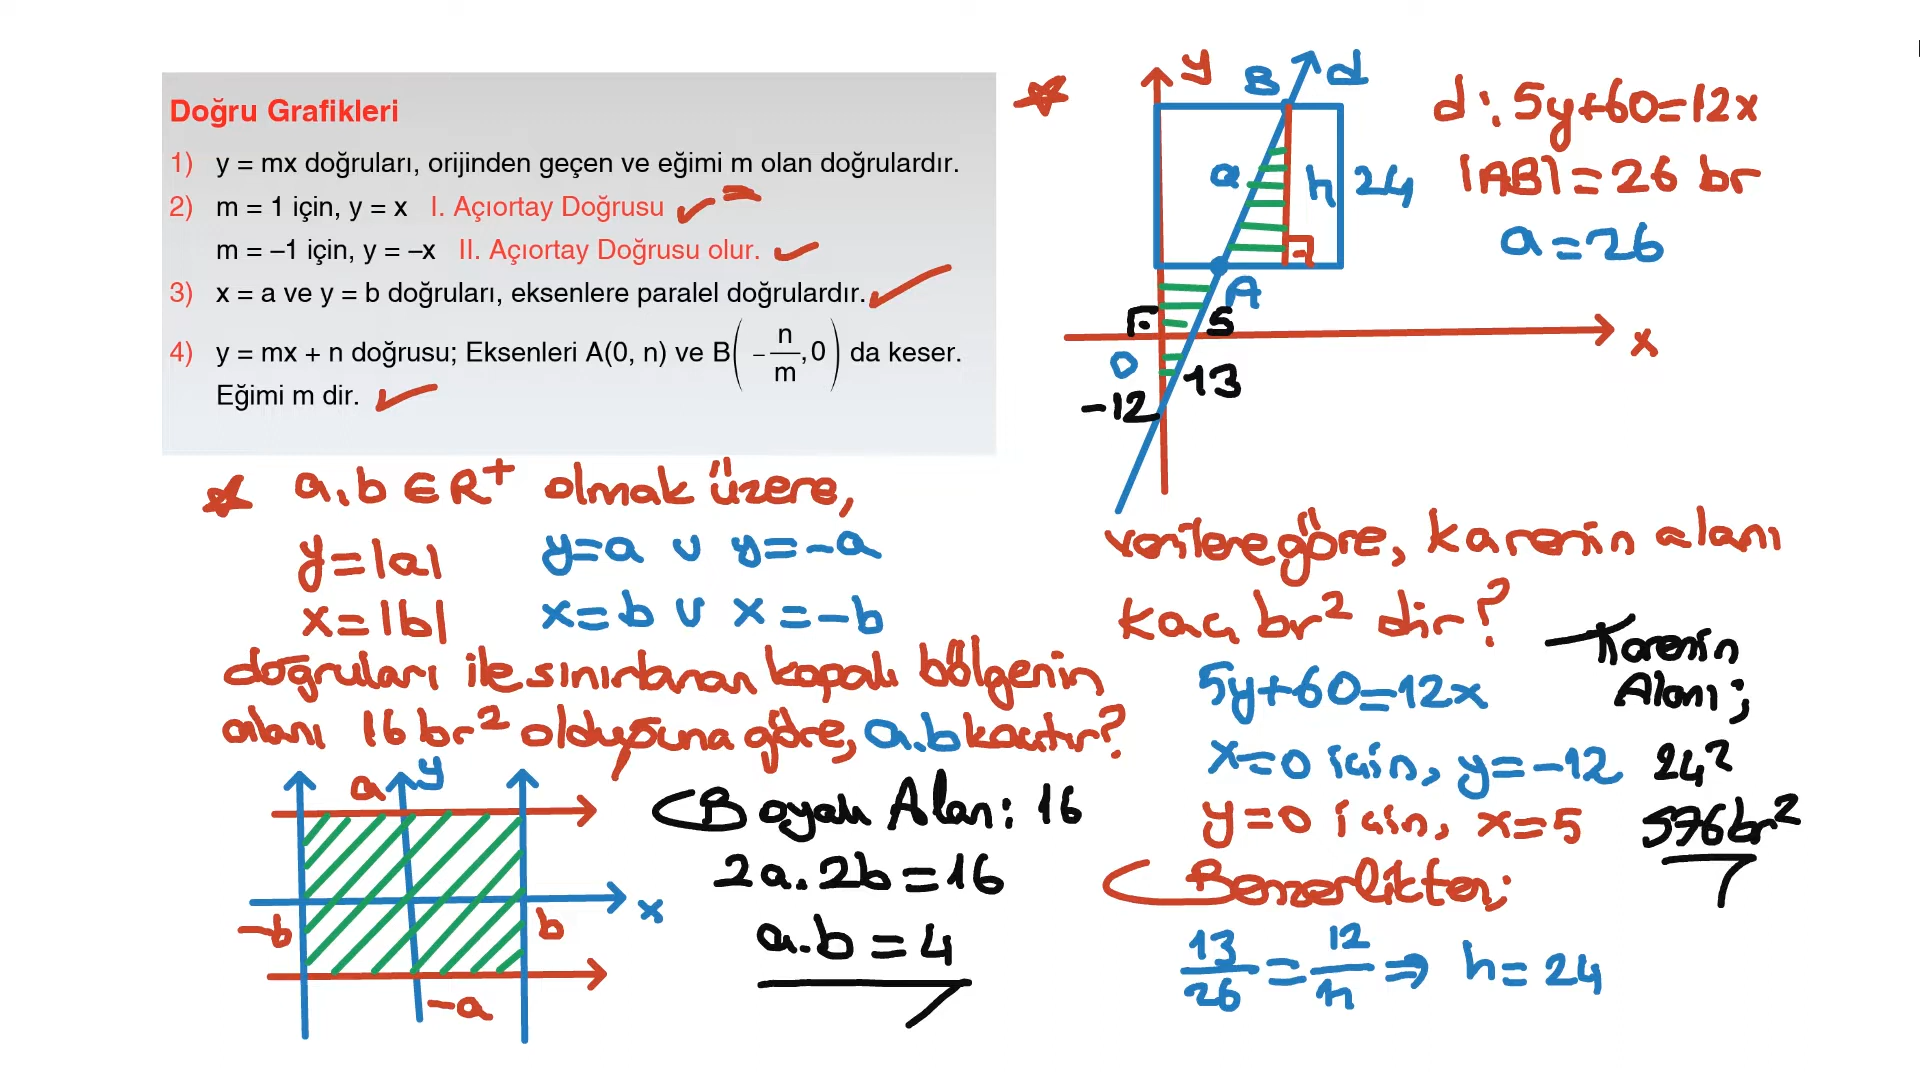 Doğru Grafikleri
1) y = mx doğruları, orijinden geçen ve eğimi m olan doğrulardır.
2) m = 1 için, y = x I. Açıortay Doğrusu
m = –1 için, y = –x II. Açıortay Doğrusu olur.
3) x = a ve y = b doğruları, eksenlere paralel doğrulardır.
4) y = mx + n doğrusu; Eksenleri A(0, n) ve B(-n/m, 0) da keser.
Eğimi m dir.
a.b ∈ R+ olmak üzere,
y=|a| y=a ∪ y=-a
x=|b| x=b ∪ x=-b
doğruları ile sınırlanan kapalı bölgenin
alanı 16 br² olduğuna göre, a.b kaçtır?
a y
x
-b b
-a
Boyalı Alan: 16
2a.2b=16
a.b=4
y B d
a h 24
A
5
x
0
13
-12
d: 5y+60=12x
|AB|=26 br
a=26
verilere göre, karenin alanı
kaç br² dir?
5y+60=12x
x=0 için, y=-12
y=0 için, x=5
Benzerlikten;
13/26=12/h ⇒ h=24
Karenin
Alanı;
24²
576br²